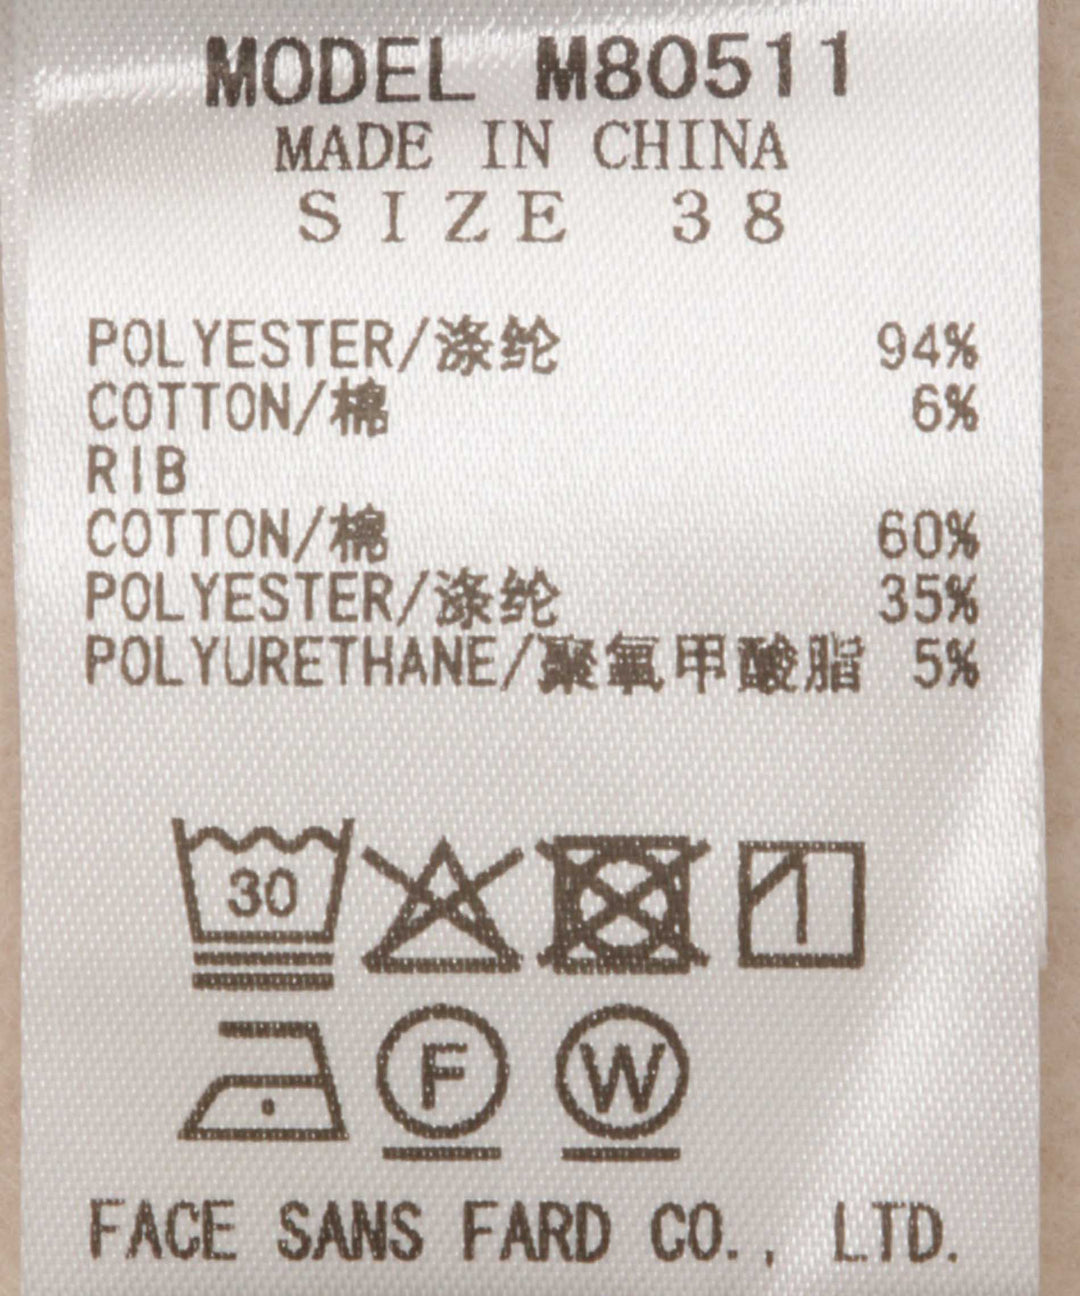 MODEL M80511
MADE IN CHINA
SIZE 38
POLYESTER/涤纶 94%
COTTON/棉 6%
RIB
COTTON/棉 60%
POLYESTER/涤纶 35%
POLYURETHANE/聚氨甲酸脂 5%
30
F W
FACE SANS FARD CO., LTD.